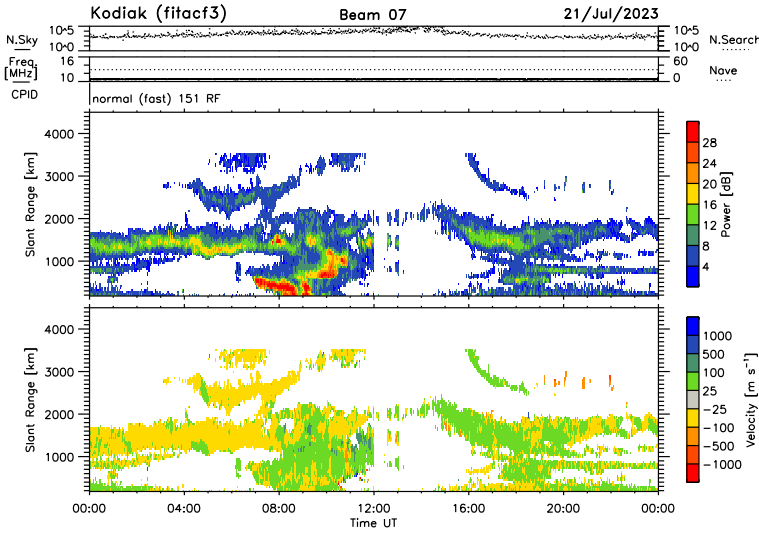 Kodiak (fitacf3) Beam 07 21/Jul/2023
N.Sky 10^5 10^0 10^5 10^0 N.Search
Freq. [MHz] 16 10 60 0 Nave
CPID normal (fast) 151 RF
Slant Range [km] 4000 3000 2000 1000
Power [dB] 28 24 20 16 12 8 4
Slant Range [km] 4000 3000 2000 1000
Velocity [m s⁻¹] 1000 500 100 25 −25 −100 −500 −1000
00:00 04:00 08:00 12:00 16:00 20:00 00:00
Time UT